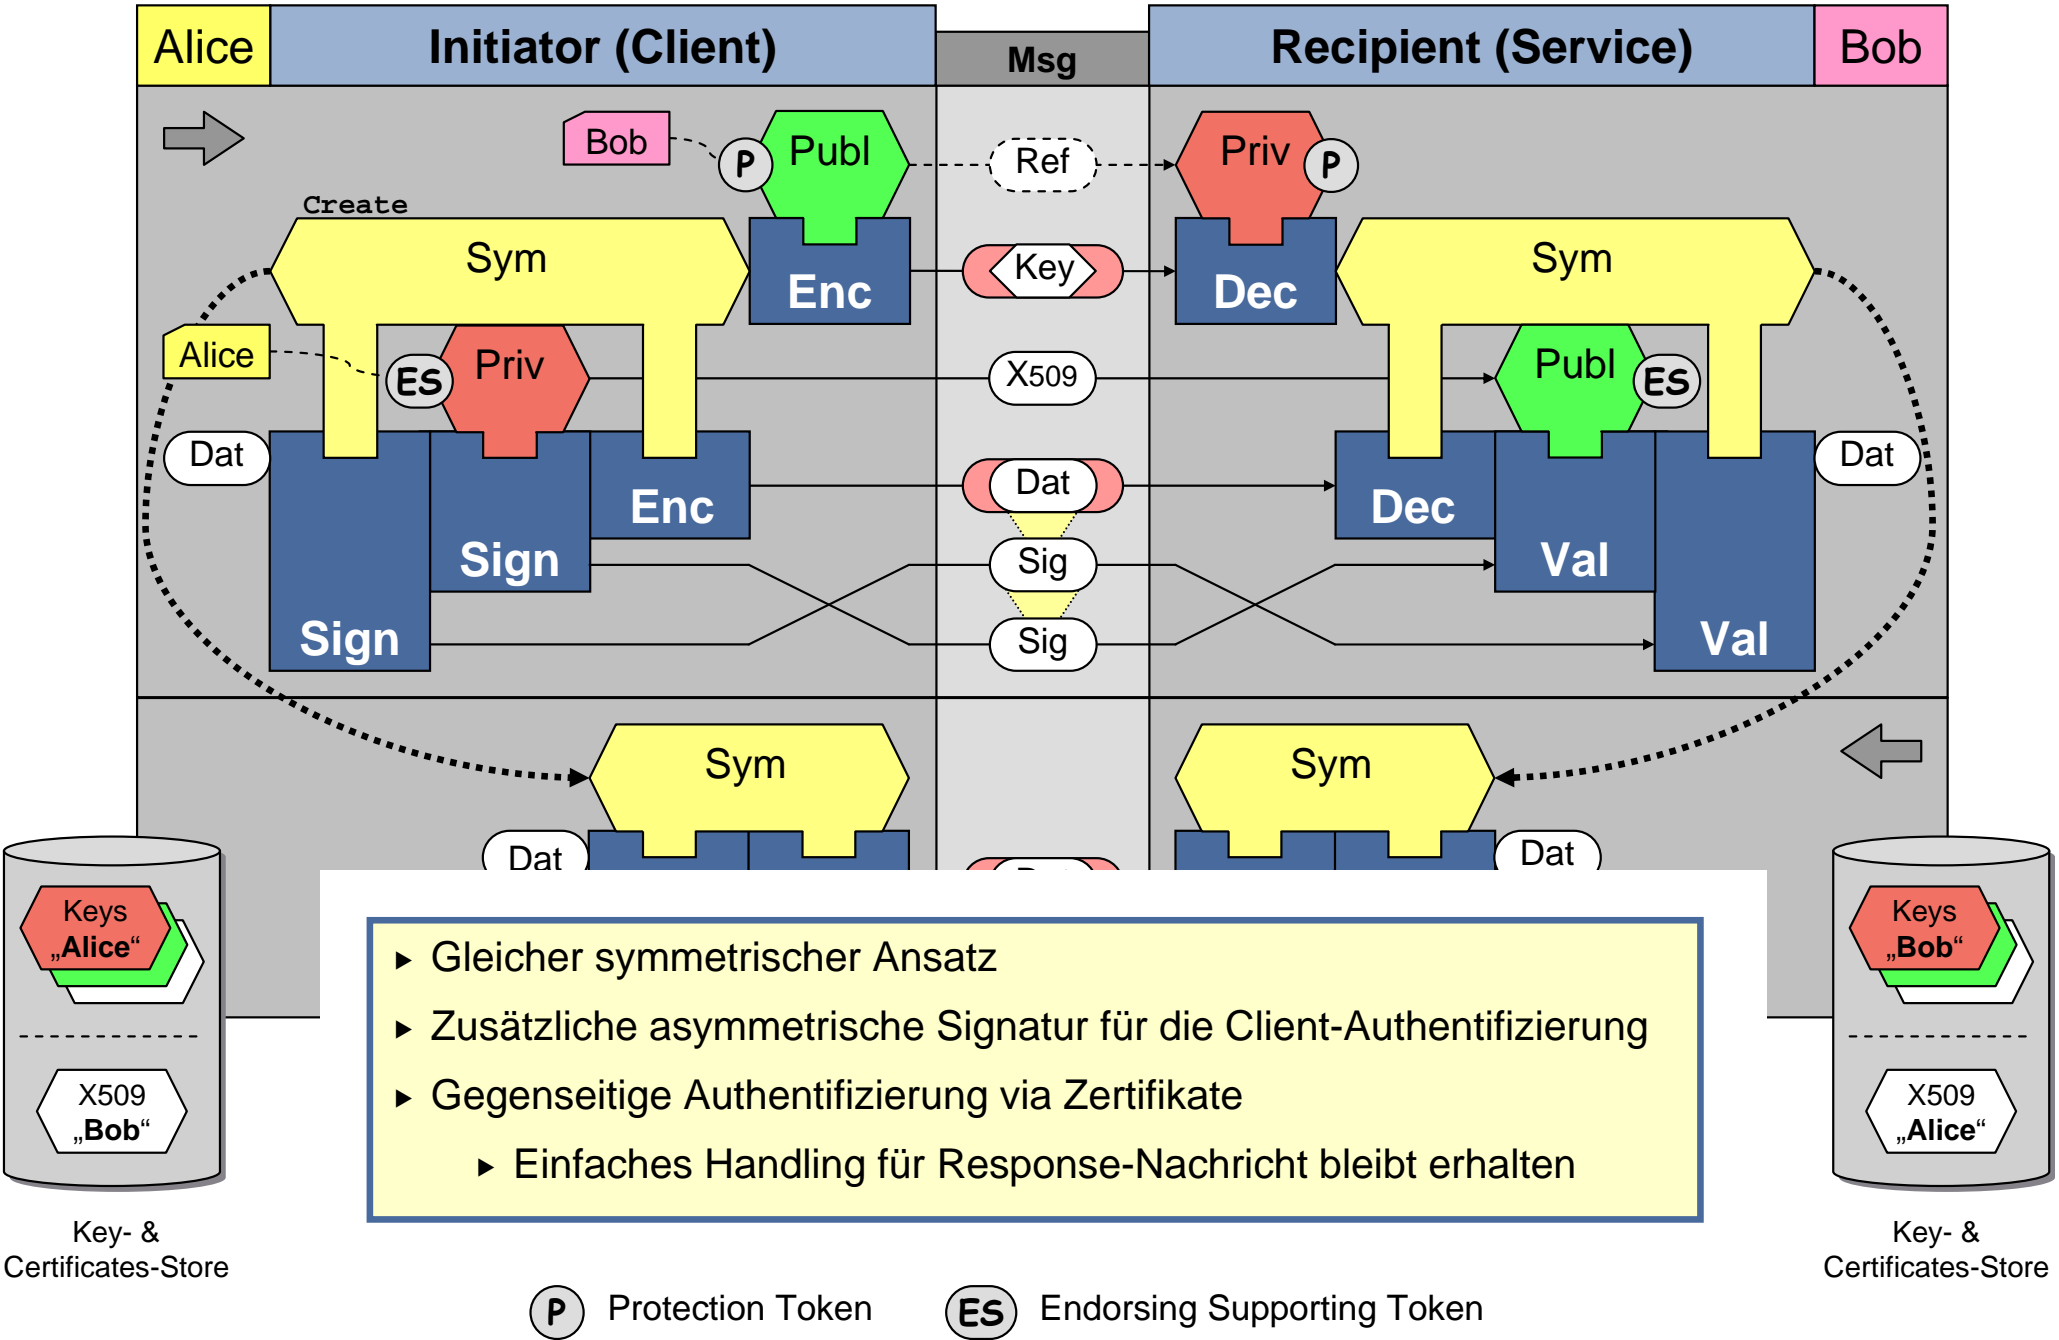 Alice
Initiator (Client)
Msg
Recipient (Service)
Bob
Bob
P
Publ
Ref
Priv
P
Create
Sym
Enc
Key
Dec
Sym
Alice
ES
Priv
X509
Publ
ES
Dat
Enc
Dat
Dec
Dat
Sign
Sig
Val
Sign
Sig
Val
Sym
Sym
Dat
Dat
Keys
„Alice“
X509
„Bob“
Key- &
Certificates-Store
▸ Gleicher symmetrischer Ansatz
▸ Zusätzliche asymmetrische Signatur für die Client-Authentifizierung
▸ Gegenseitige Authentifizierung via Zertifikate
▸ Einfaches Handling für Response-Nachricht bleibt erhalten
Keys
„Bob“
X509
„Alice“
Key- &
Certificates-Store
P Protection Token
ES Endorsing Supporting Token